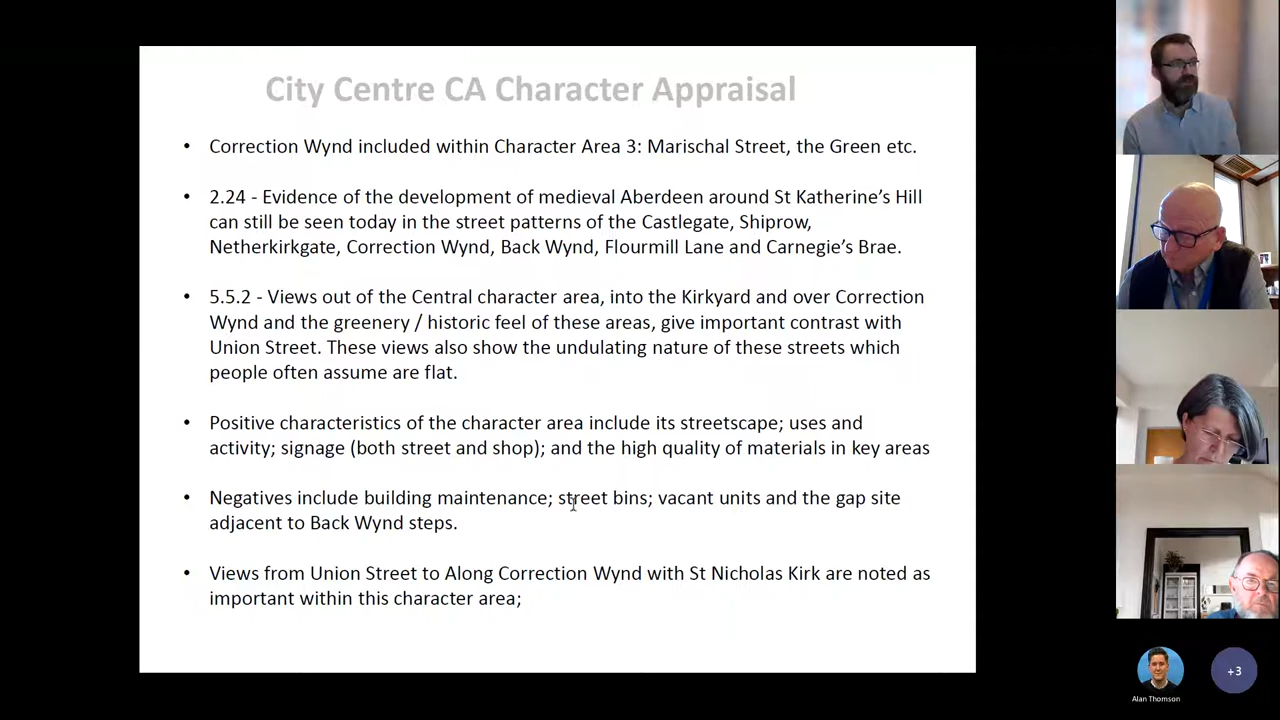 City Centre CA Character Appraisal
• Correction Wynd included within Character Area 3: Marischal Street, the Green etc.
• 2.24 - Evidence of the development of medieval Aberdeen around St Katherine’s Hill
can still be seen today in the street patterns of the Castlegate, Shiprow,
Netherkirkgate, Correction Wynd, Back Wynd, Flourmill Lane and Carnegie’s Brae.
• 5.5.2 - Views out of the Central character area, into the Kirkyard and over Correction
Wynd and the greenery / historic feel of these areas, give important contrast with
Union Street. These views also show the undulating nature of these streets which
people often assume are flat.
• Positive characteristics of the character area include its streetscape; uses and
activity; signage (both street and shop); and the high quality of materials in key areas
• Negatives include building maintenance; street bins; vacant units and the gap site
adjacent to Back Wynd steps.
• Views from Union Street to Along Correction Wynd with St Nicholas Kirk are noted as
important within this character area;
+3
Alan Thomson